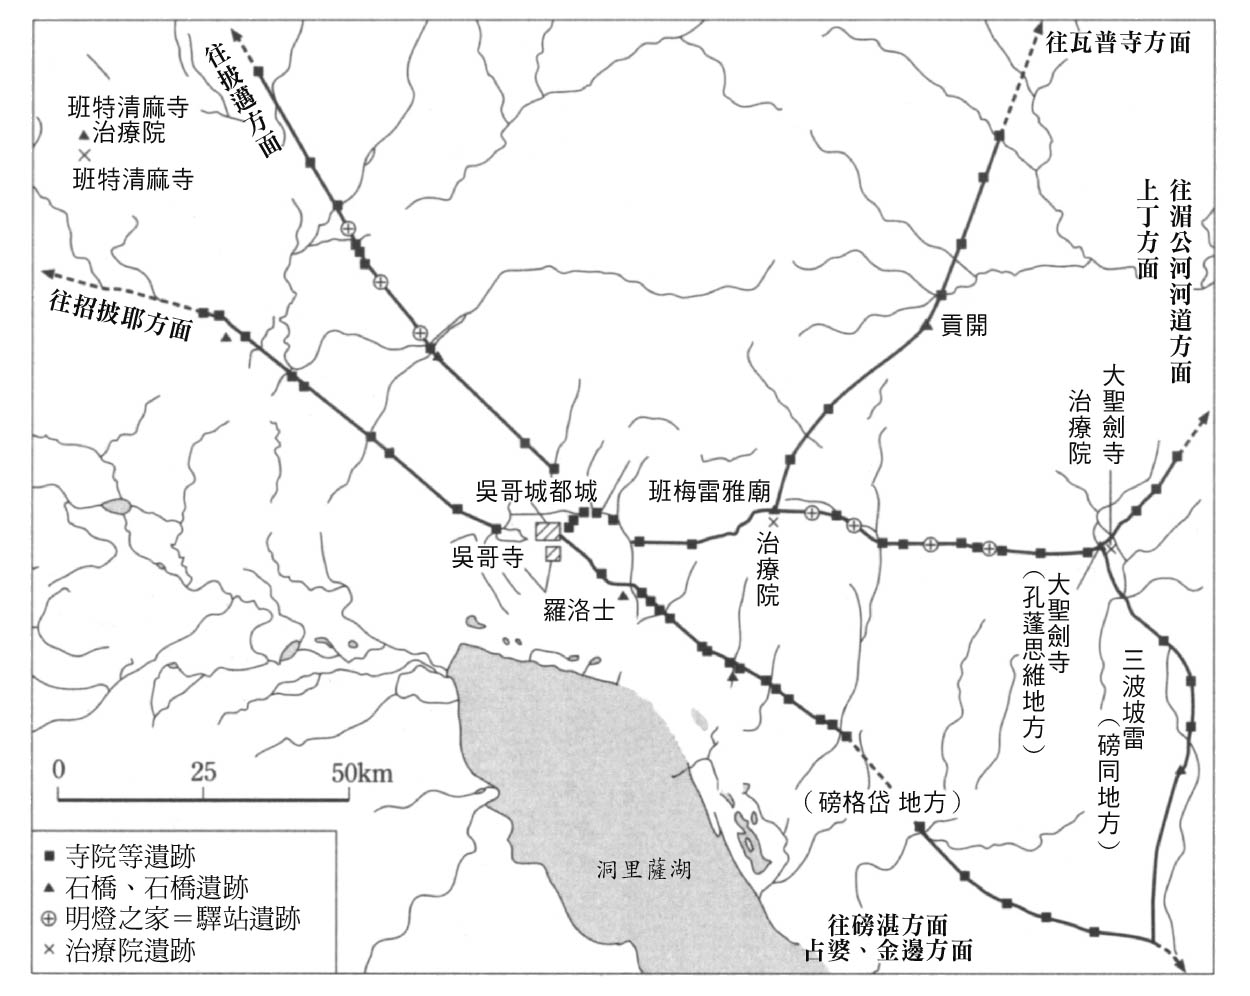 往瓦普寺方面
往披邁方面
班特清麻寺
治療院
班特清麻寺
往湄公河河道方面
上丁方面
往招披耶方面
貢開
大聖劍寺
治療院
吳哥城都城
班梅雷雅廟
吳哥寺
治療院
羅洛士
大聖劍寺
（孔蓬思維地方）
三波坡雷
（磅同地方）
0 25 50km
（磅格岱 地方）
洞里薩湖
寺院等遺跡
石橋、石橋遺跡
明燈之家＝驛站遺跡
治療院遺跡
往磅湛方面
占婆、金邊方面